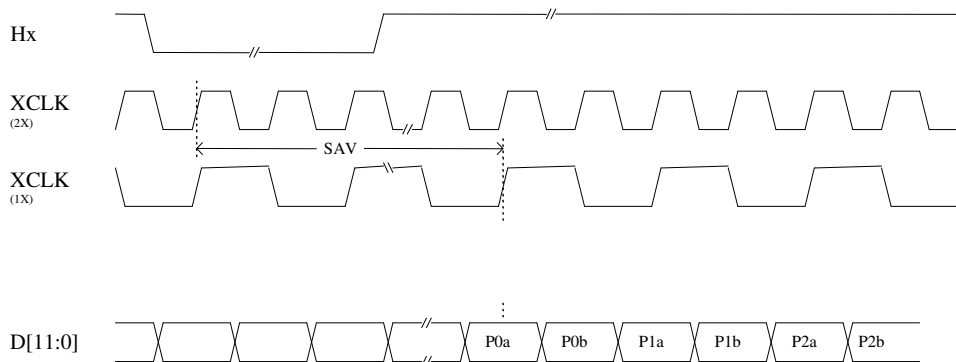 Hx
XCLK
(2X)
SAV
XCLK
(1X)
D[11:0] P0a P0b P1a P1b P2a P2b